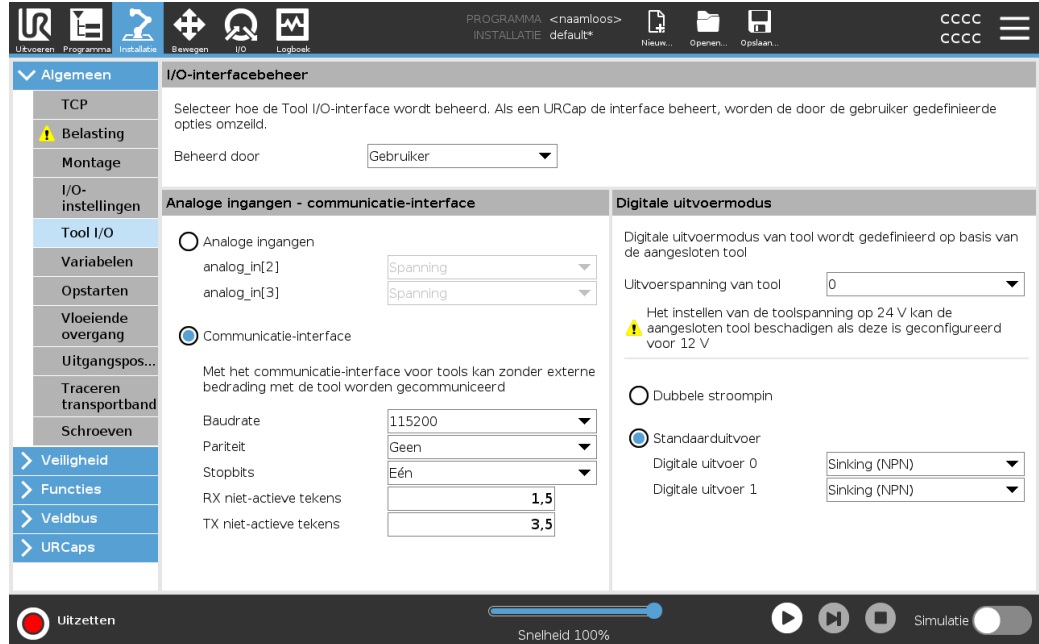 PROGRAMMA <naamloos>
INSTALLATIE default*
CCCC
CCCC
Uitvoeren Programma Installatie Bewegen I/O Logboek Nieuw... Openen... Opslaan...
Algemeen
TCP
Belasting
Montage
I/O-
instellingen
Tool I/O
Variabelen
Opstarten
Vloeiende
overgang
Uitgangspos...
Traceren
transportband
Schroeven
Veiligheid
Functies
Veldbus
URCaps
I/O-interfacebeheer
Selecteer hoe de Tool I/O-interface wordt beheerd. Als een URCap de interface beheert, worden de door de gebruiker gedefinieerde
opties omzeild.
Beheerd door Gebruiker
Analoge ingangen - communicatie-interface
Analoge ingangen
analog_in[2] Spanning
analog_in[3] Spanning
Communicatie-interface
Met het communicatie-interface voor tools kan zonder externe
bedrading met de tool worden gecommuniceerd
Baudrate 115200
Pariteit Geen
Stopbits Eén
RX niet-actieve tekens 1,5
TX niet-actieve tekens 3,5
Digitale uitvoermodus
Digitale uitvoermodus van tool wordt gedefinieerd op basis van
de aangesloten tool
Uitvoerspanning van tool 0
Het instellen van de toolspanning op 24 V kan de
aangesloten tool beschadigen als deze is geconfigureerd
voor 12 V
Dubbele stroompin
Standaarduitvoer
Digitale uitvoer 0 Sinking (NPN)
Digitale uitvoer 1 Sinking (NPN)
Uitzetten
Snelheid 100%
Simulatie